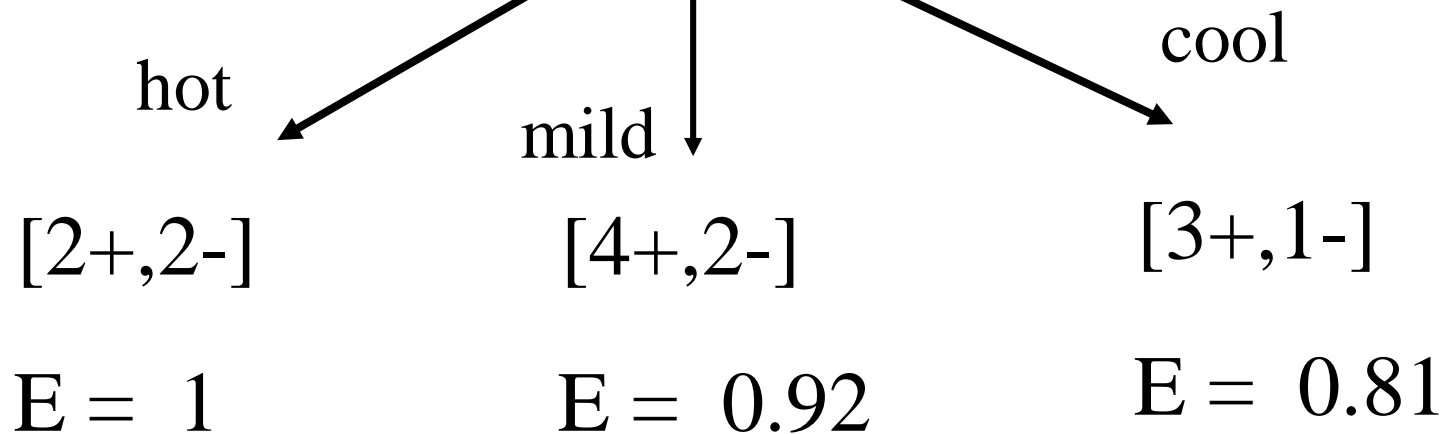 hot
mild
cool
[2+,2-]
[4+,2-]
[3+,1-]
E = 1
E = 0.92
E = 0.81